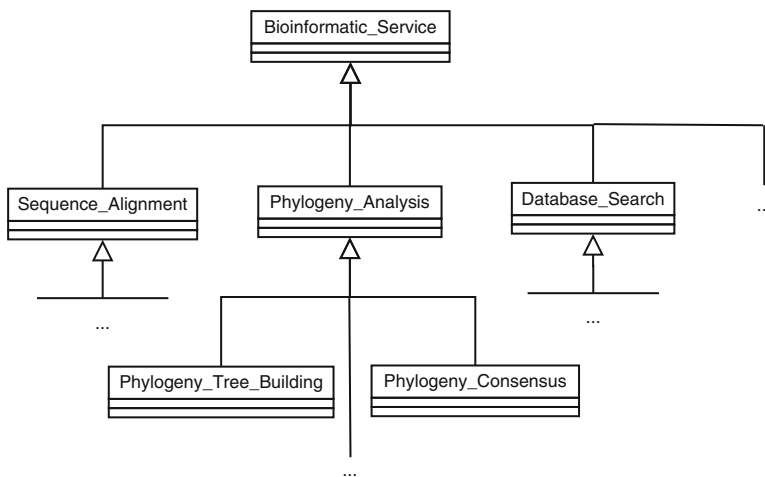 Bioinformatic_Service
Sequence_Alignment
Phylogeny_Analysis
Database_Search
...
...
...
Phylogeny_Tree_Building
Phylogeny_Consensus
...